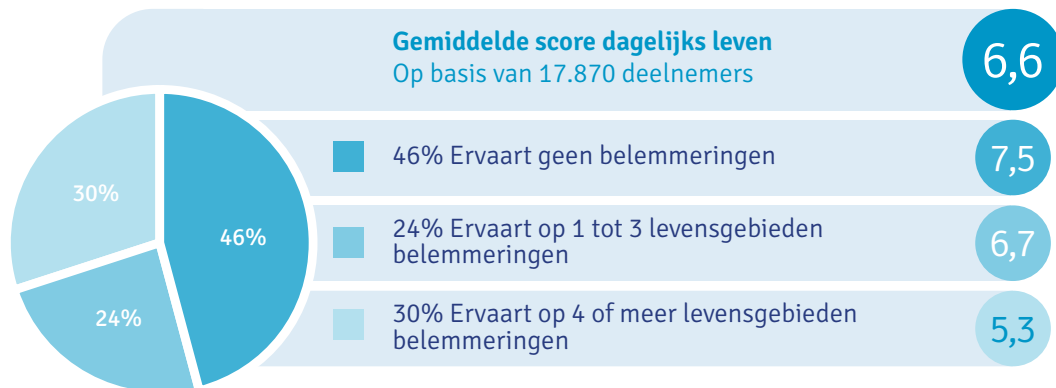 Gemiddelde score dagelijks leven
Op basis van 17.870 deelnemers
6,6
46% Ervaart geen belemmeringen
7,5
24% Ervaart op 1 tot 3 levensgebieden
belemmeringen
6,7
30% Ervaart op 4 of meer levensgebieden
belemmeringen
5,3
30%
46%
24%